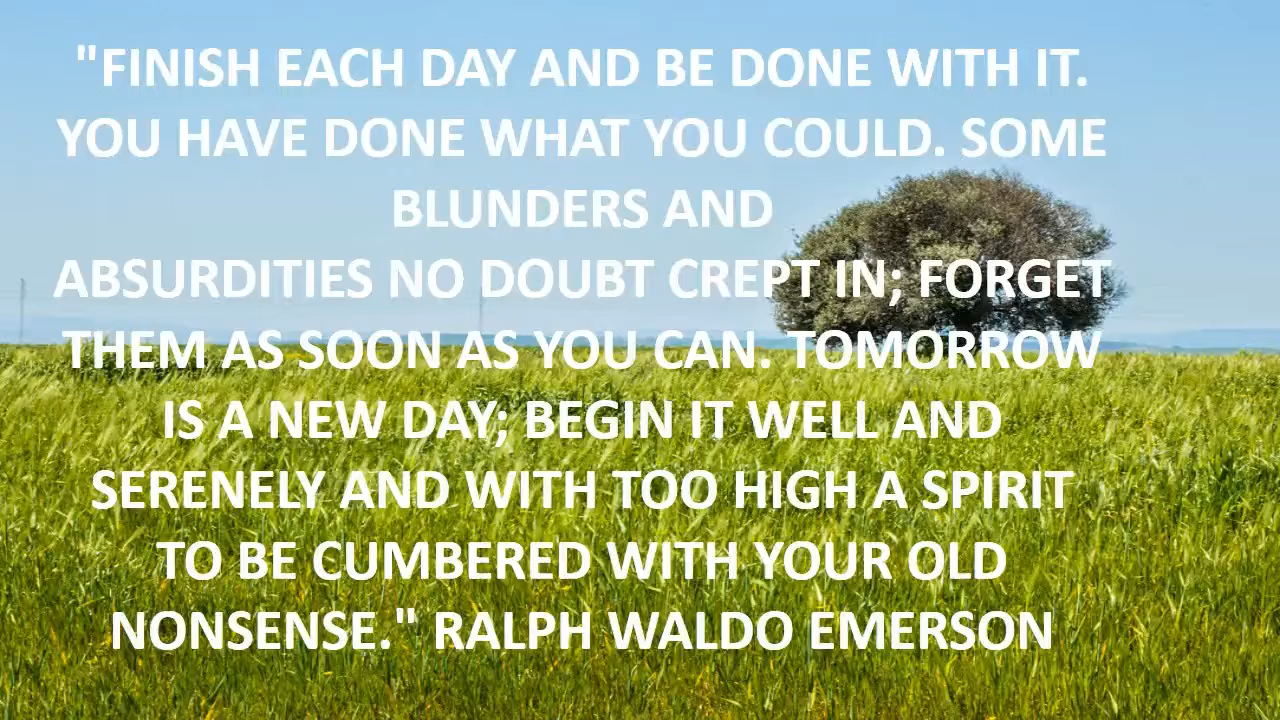 "FINISH EACH DAY AND BE DONE WITH IT.
YOU HAVE DONE WHAT YOU COULD. SOME
BLUNDERS AND
ABSURDITIES NO DOUBT CREPT IN; FORGET
THEM AS SOON AS YOU CAN. TOMORROW
IS A NEW DAY; BEGIN IT WELL AND
SERENELY AND WITH TOO HIGH A SPIRIT
TO BE CUMBERED WITH YOUR OLD
NONSENSE." RALPH WALDO EMERSON